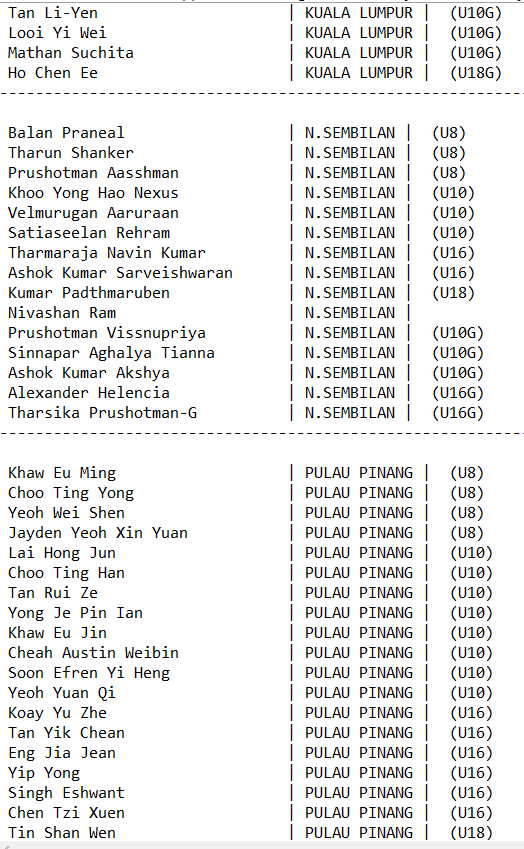 Tan Li-Yen | KUALA LUMPUR | (U10G)
Looi Yi Wei | KUALA LUMPUR | (U10G)
Mathan Suchita | KUALA LUMPUR | (U10G)
Ho Chen Ee | KUALA LUMPUR | (U18G)
----------------------------------------------------------
Balan Praneal | N.SEMBILAN | (U8)
Tharun Shanker | N.SEMBILAN | (U8)
Prushotman Aasshman | N.SEMBILAN | (U8)
Khoo Yong Hao Nexus | N.SEMBILAN | (U10)
Velmurugan Aaruraan | N.SEMBILAN | (U10)
Satiaseelan Rehram | N.SEMBILAN | (U10)
Tharmaraja Navin Kumar | N.SEMBILAN | (U16)
Ashok Kumar Sarveishwaran | N.SEMBILAN | (U16)
Kumar Padthmaruben | N.SEMBILAN | (U18)
Nivashan Ram | N.SEMBILAN |
Prushotman Vissnupriya | N.SEMBILAN | (U10G)
Sinnapar Aghalya Tianna | N.SEMBILAN | (U10G)
Ashok Kumar Akshya | N.SEMBILAN | (U10G)
Alexander Helencia | N.SEMBILAN | (U16G)
Tharsika Prushotman-G | N.SEMBILAN | (U16G)
----------------------------------------------------------
Khaw Eu Ming | PULAU PINANG | (U8)
Choo Ting Yong | PULAU PINANG | (U8)
Yeoh Wei Shen | PULAU PINANG | (U8)
Jayden Yeoh Xin Yuan | PULAU PINANG | (U8)
Lai Hong Jun | PULAU PINANG | (U10)
Choo Ting Han | PULAU PINANG | (U10)
Tan Rui Ze | PULAU PINANG | (U10)
Yong Je Pin Ian | PULAU PINANG | (U10)
Khaw Eu Jin | PULAU PINANG | (U10)
Cheah Austin Weibin | PULAU PINANG | (U10)
Soon Efren Yi Heng | PULAU PINANG | (U10)
Yeoh Yuan Qi | PULAU PINANG | (U10)
Koay Yu Zhe | PULAU PINANG | (U16)
Tan Yik Chean | PULAU PINANG | (U16)
Eng Jia Jean | PULAU PINANG | (U16)
Yip Yong | PULAU PINANG | (U16)
Singh Eshwant | PULAU PINANG | (U16)
Chen Tzi Xuen | PULAU PINANG | (U16)
Tin Shan Wen | PULAU PINANG | (U18)